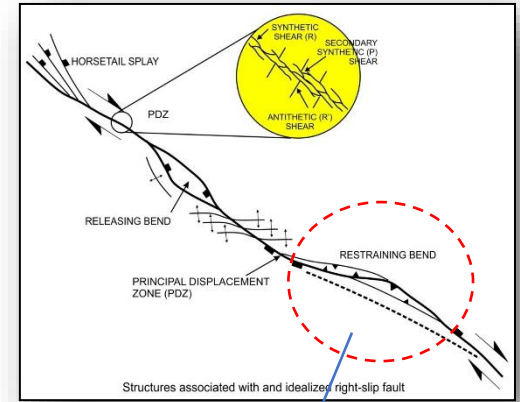 SYNTHETIC
SHEAR (R)
SECONDARY
SYNTHETIC (P)
SHEAR
HORSETAIL SPLAY
PDZ
ANTITHETIC (R')
SHEAR
RELEASING BEND
RESTRAINING BEND
PRINCIPAL DISPLACEMENT
ZONE (PDZ)
Structures associated with and idealized right-slip fault